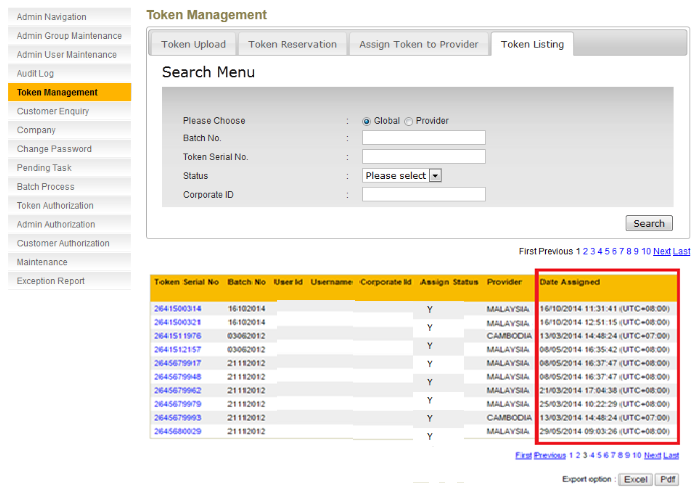 Admin Navigation
Admin Group Maintenance
Admin User Maintenance
Audit Log
Token Management
Customer Enquiry
Company
Change Password
Pending Task
Batch Process
Token Authorization
Admin Authorization
Customer Authorization
Maintenance
Exception Report
Token Management
Token Upload Token Reservation Assign Token to Provider Token Listing
Search Menu
Please Choose : Global Provider
Batch No. :
Token Serial No. :
Status : Please select
Corporate ID :
Search
First Previous 1 2 3 4 5 6 7 8 9 10 Next Last
Token Serial No Batch No User Id Username Corporate Id Assign Status Provider Date Assigned
2641500314 16102014 Y MALAYSIA 16/10/2014 11:31:41 (UTC+08:00)
2641500321 16102014 Y MALAYSIA 16/10/2014 12:51:15 (UTC+08:00)
2641511976 03062012 Y CAMBODIA 13/03/2014 14:48:24 (UTC+07:00)
2641512157 03062012 Y MALAYSIA 08/05/2014 16:35:42 (UTC+08:00)
2645679917 21112012 Y MALAYSIA 08/05/2014 16:37:47 (UTC+08:00)
2645679948 21112012 Y MALAYSIA 08/05/2014 16:37:47 (UTC+08:00)
2645679962 21112012 Y MALAYSIA 21/03/2014 17:04:38 (UTC+08:00)
2645679979 21112012 Y MALAYSIA 25/03/2014 10:22:29 (UTC+08:00)
2645679993 21112012 Y CAMBODIA 13/03/2014 14:48:24 (UTC+07:00)
2645680029 21112012 Y MALAYSIA 29/05/2014 09:03:26 (UTC+08:00)
First Previous 1 2 3 4 5 6 7 8 9 10 Next Last
Export option : Excel Pdf